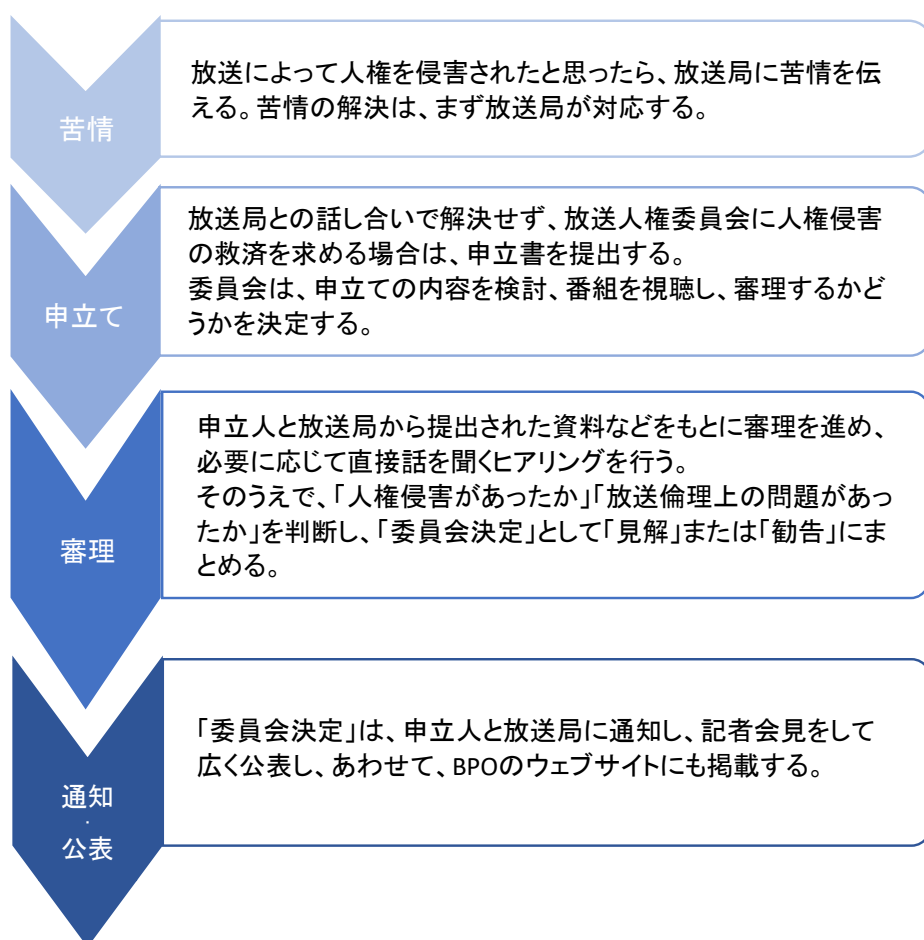 苦情
放送によって人権を侵害されたと思ったら、放送局に苦情を伝
える。苦情の解決は、まず放送局が対応する。
申立て
放送局との話し合いで解決せず、放送人権委員会に人権侵害
の救済を求める場合は、申立書を提出する。
委員会は、申立ての内容を検討、番組を視聴し、審理するかど
うかを決定する。
審理
申立人と放送局から提出された資料などをもとに審理を進め、
必要に応じて直接話を聞くヒアリングを行う。
そのうえで、「人権侵害があったか」「放送倫理上の問題があっ
たか」を判断し、「委員会決定」として「見解」または「勧告」にま
とめる。
通知
・
公表
「委員会決定」は、申立人と放送局に通知し、記者会見をして
広く公表し、あわせて、BPOのウェブサイトにも掲載する。